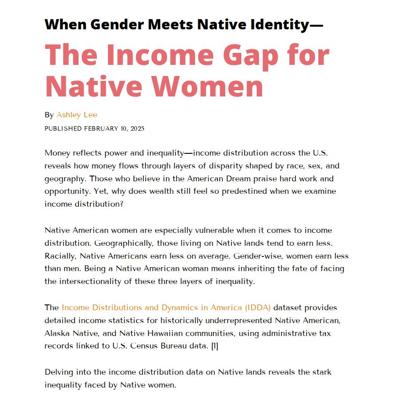 When Gender Meets Native Identity—
The Income Gap for
Native Women
By Ashley Lee
PUBLISHED FEBRUARY 10, 2025
Money reflects power and inequality—income distribution across the U.S.
reveals how money flows through layers of disparity shaped by race, sex, and
geography. Those who believe in the American Dream praise hard work and
opportunity. Yet, why does wealth still feel so predestined when we examine
income distribution?
Native American women are especially vulnerable when it comes to income
distribution. Geographically, those living on Native lands tend to earn less.
Racially, Native Americans earn less on average. Gender-wise, women earn less
than men. Being a Native American woman means inheriting the fate of facing
the intersectionality of these three layers of inequality.
The Income Distributions and Dynamics in America (IDDA) dataset provides
detailed income statistics for historically underrepresented Native American,
Alaska Native, and Native Hawaiian communities, using administrative tax
records linked to U.S. Census Bureau data. [1]
Delving into the income distribution data on Native lands reveals the stark
inequality faced by Native women.